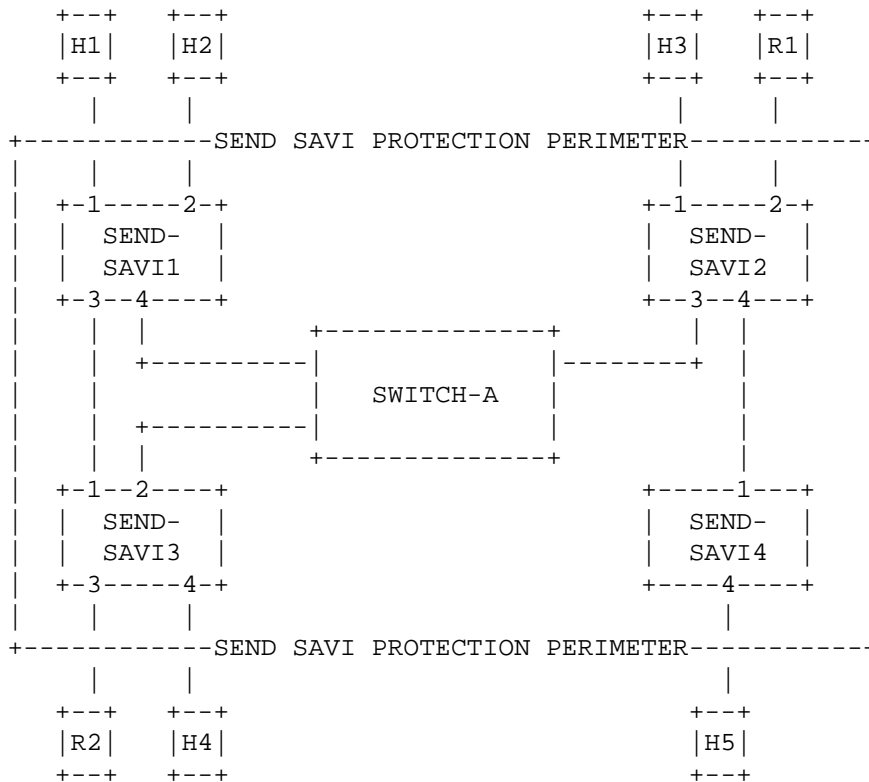 +---+  +---+                             +---+  +---+
   |H1|   |H2|                             |H3|   |R1|
   +--+   +--+                             +--+   +--+
     |     |                                 |     |
+------------SEND SAVI PROTECTION PERIMETER------------
|    |     |                                 |     |
|  +-1-----2-+                          +-1-----2-+
|  |  SEND-  |                          |  SEND-  |
|  |  SAVI1  |                          |  SAVI2  |
|  +-3--4----+                          +--3--4---+
|    |  |          +--------------+        |  |
|    |  +----------|              |--------+  |
|    |             |   SWITCH-A   |           |
|    |  +----------|              |           |
|    |  |          +--------------+           |
|  +-1--2----+                          +-----1---+
|  |  SEND-  |                          |  SEND-  |
|  |  SAVI3  |                          |  SAVI4  |
|  +-3-----4-+                          +----4----+
|    |     |                                 |
+------------SEND SAVI PROTECTION PERIMETER------------
     |     |                                 |
   +--+   +--+                             +--+
   |R2|   |H4|                             |H5|
   +--+   +--+                             +--+